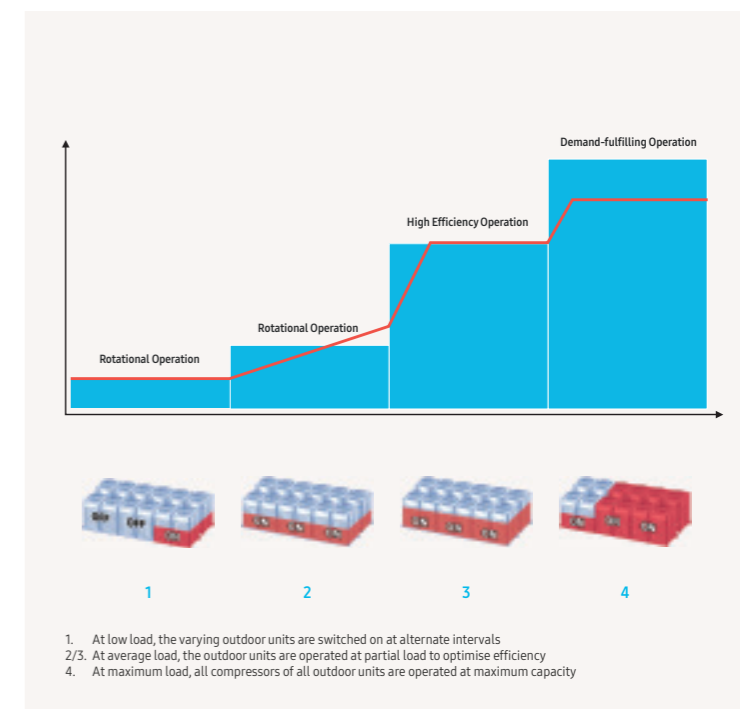 Demand-fulfilling Operation
High Efficiency Operation
Rotational Operation
Rotational Operation
1
2
3
4
1. At low load, the varying outdoor units are switched on at alternate intervals
2/3. At average load, the outdoor units are operated at partial load to optimise efficiency
4. At maximum load, all compressors of all outdoor units are operated at maximum capacity